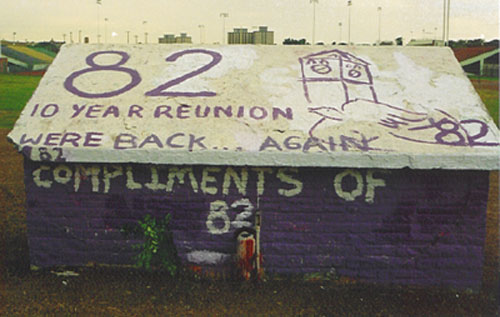 82
10 YEAR REUNION
WERE BACK... AGAIN
82
82
COMPLIMENTS OF
82